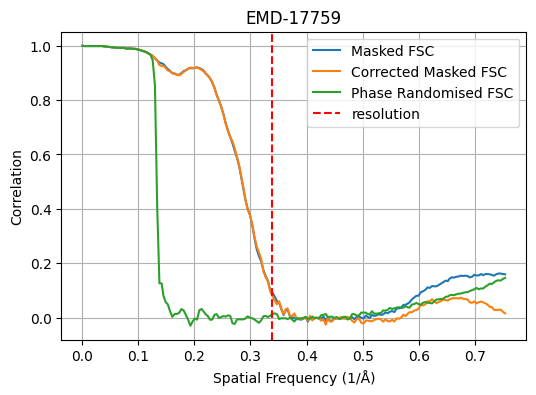 EMD-17759
Masked FSC
Corrected Masked FSC
Phase Randomised FSC
resolution
Correlation
1.0
0.8
0.6
0.4
0.2
0.0
0.0 0.1 0.2 0.3 0.4 0.5 0.6 0.7
Spatial Frequency (1/Å)